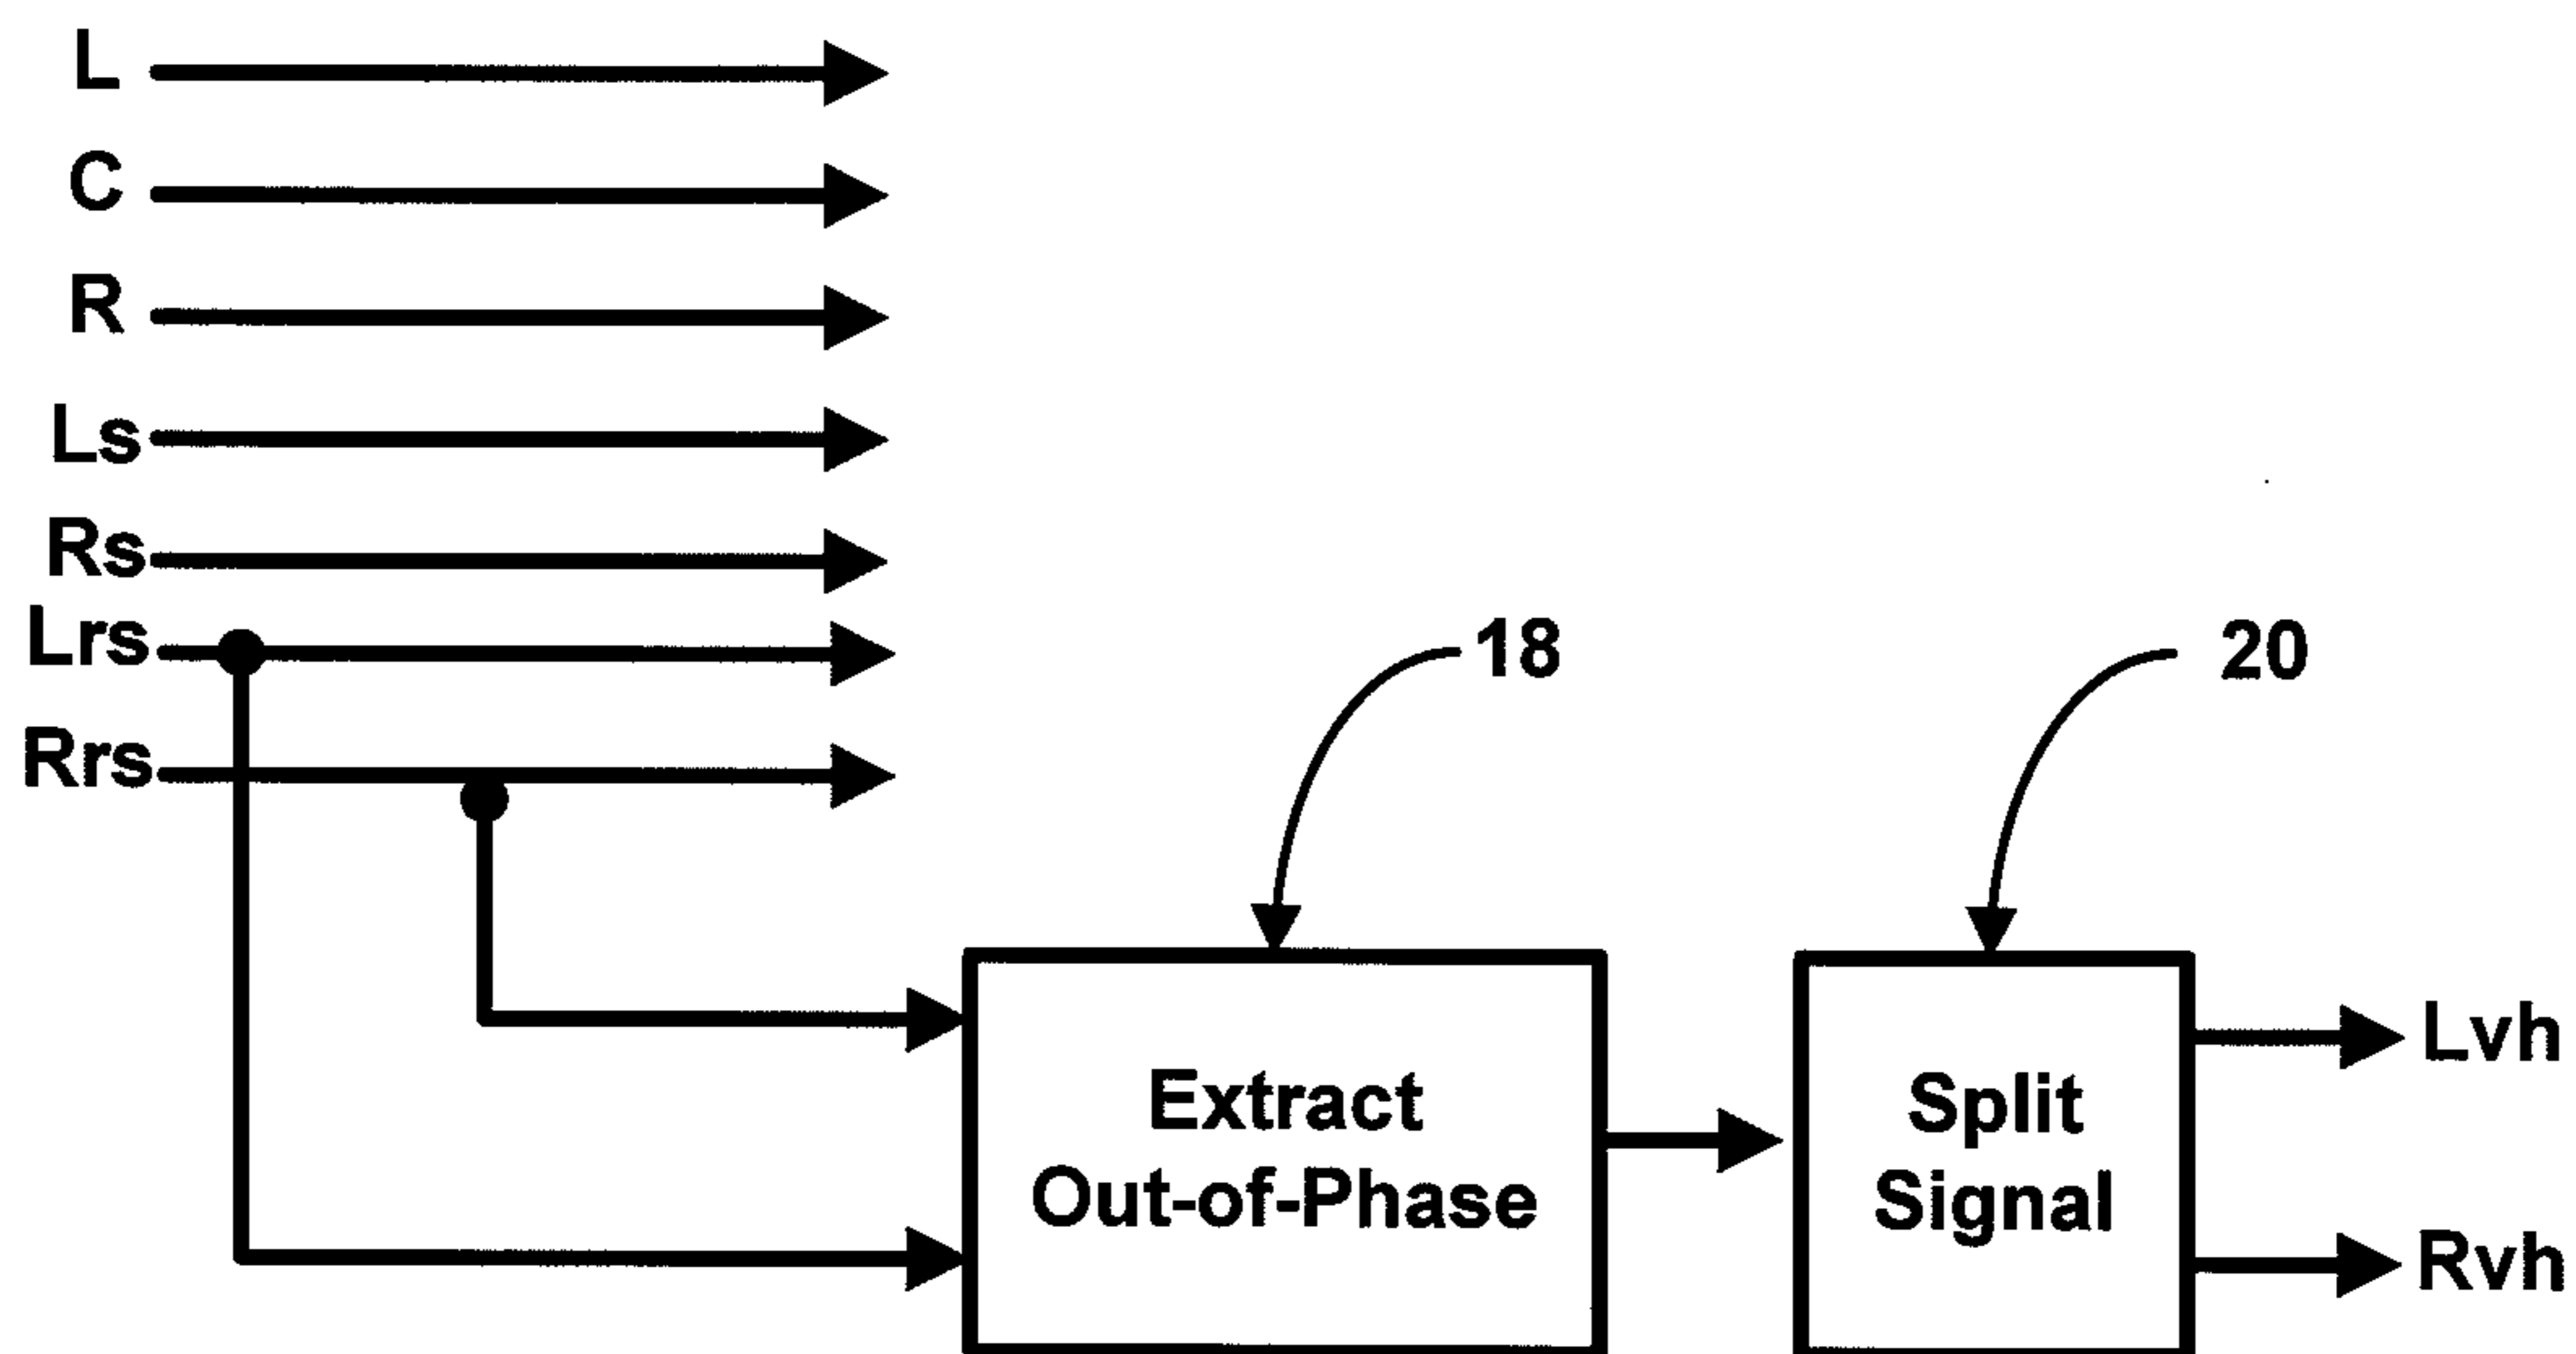 L
C
R
Ls
Rs
Lrs
Rrs
18
20
Extract
Out-of-Phase
Split
Signal
Lvh
Rvh